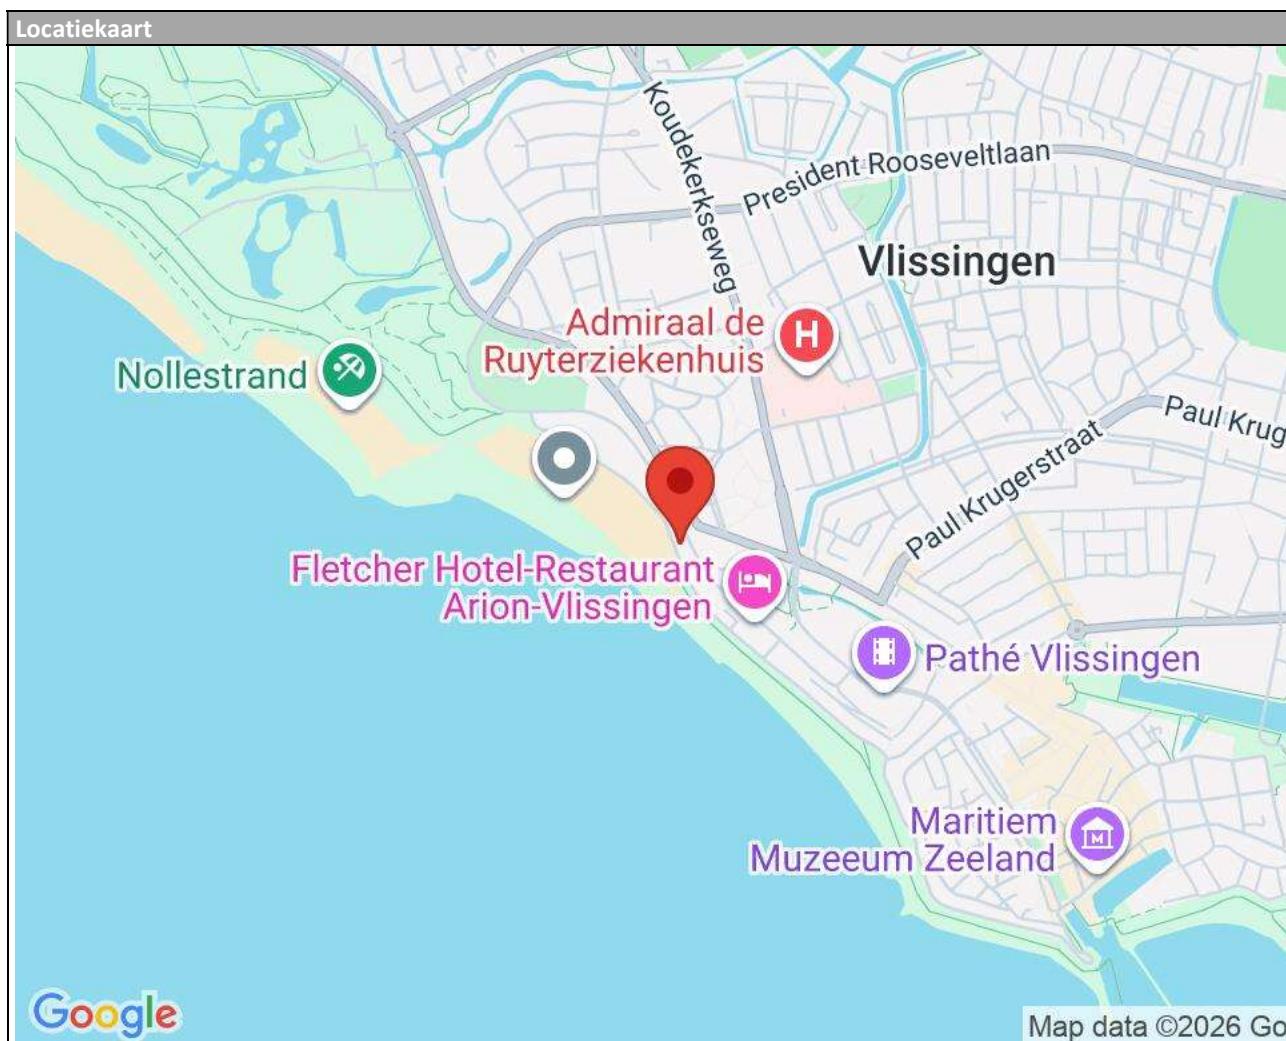 Locatiekaart
Koudekerkseweg
President Rooseveltlaan
Vlissingen
Admiraal de
Ruyterziekenhuis
H
Nollestrand
Paul Krug
Paul Krugerstraat
Fletcher Hotel-Restaurant
Arion-Vlissingen
Pathé Vlissingen
Maritiem
Muzeeum Zeeland
M
Google
Map data ©2026 Go